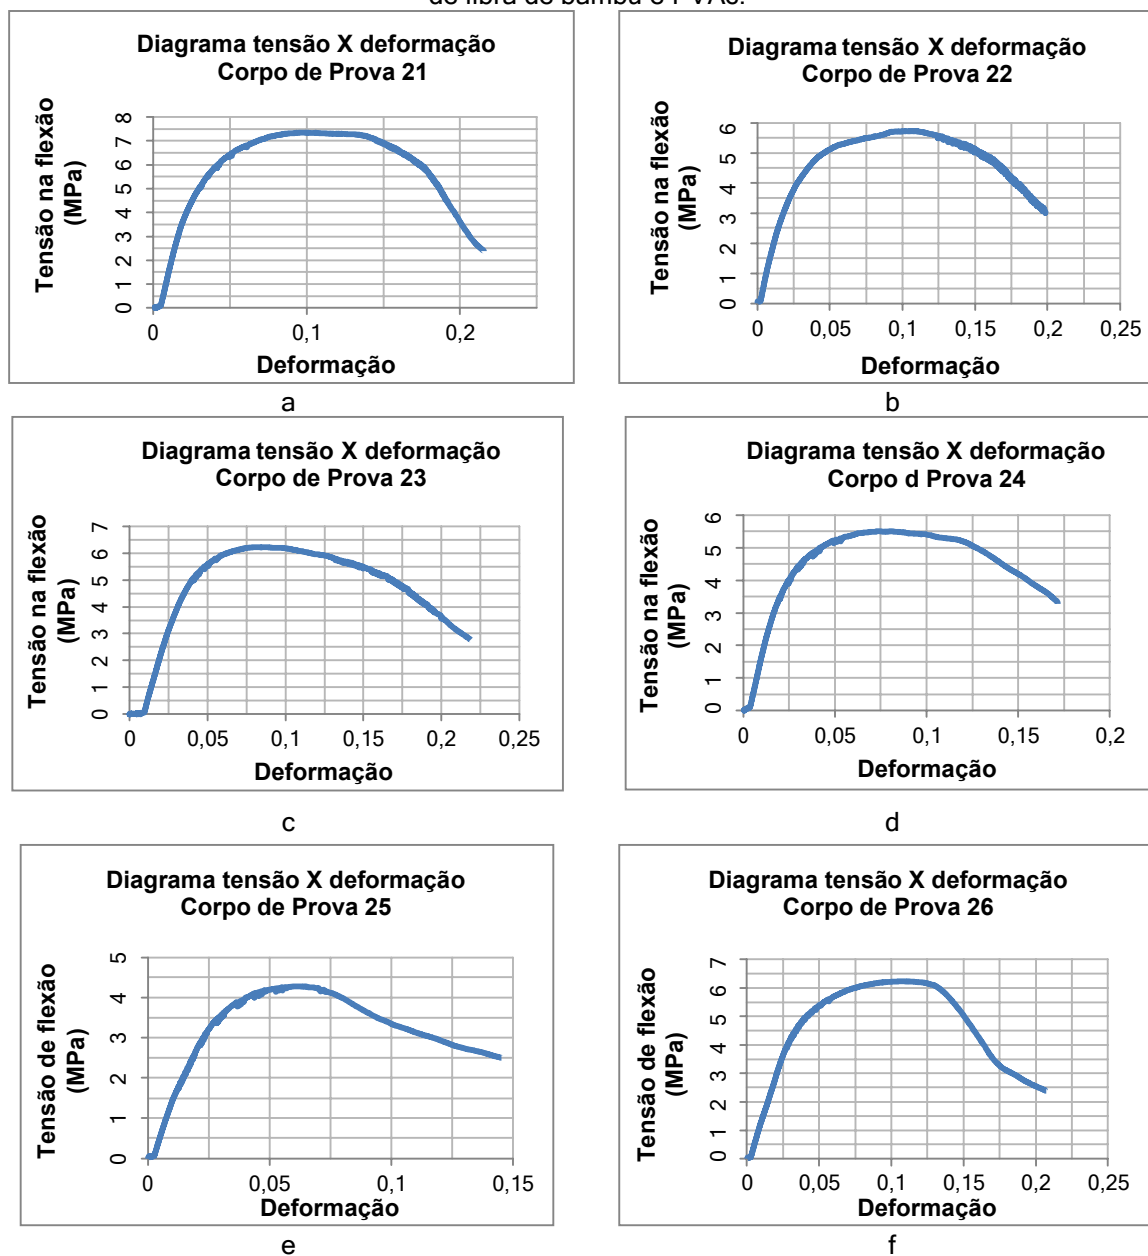 de fibra de bambu e PVAc.
Diagrama tensão X deformação
Corpo de Prova 21
Tensão na flexão
(MPa)
0 1 2 3 4 5 6 7 8
0 0,1 0,2
Deformação
a
Diagrama tensão X deformação
Corpo de Prova 22
Tensão na flexão
(MPa)
0 1 2 3 4 5 6
0 0,05 0,1 0,15 0,2 0,25
Deformação
b
Diagrama tensão X deformação
Corpo de Prova 23
Tensão na flexão
(MPa)
0 1 2 3 4 5 6 7
0 0,05 0,1 0,15 0,2 0,25
Deformação
c
Diagrama tensão X deformação
Corpo d Prova 24
Tensão na flexão
(MPa)
0 1 2 3 4 5 6
0 0,05 0,1 0,15 0,2
Deformação
d
Diagrama tensão X deformação
Corpo de Prova 25
Tensão de flexão
(MPa)
0 1 2 3 4 5
0 0,05 0,1 0,15
Deformação
e
Diagrama tensão X deformação
Corpo de Prova 26
Tensão de flexão
(MPa)
0 1 2 3 4 5 6 7
0 0,05 0,1 0,15 0,2 0,25
Deformação
f